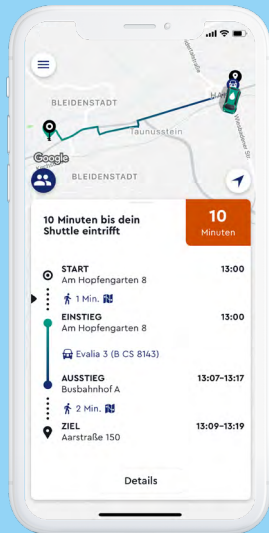 BLEIDENSTADT
Taunusstein
Google
BLEIDENSTADT
10 Minuten bis dein
Shuttle eintrifft
10
Minuten
START
13:00
Am Hopfengarten 8
1 Min.
EINSTIEG
13:00
Am Hopfengarten 8
Evalia 3 (B CS 8143)
AUSSTIEG
13:07–13:17
Busbahnhof A
2 Min.
ZIEL
13:09–13:19
Aarstraße 150
Details